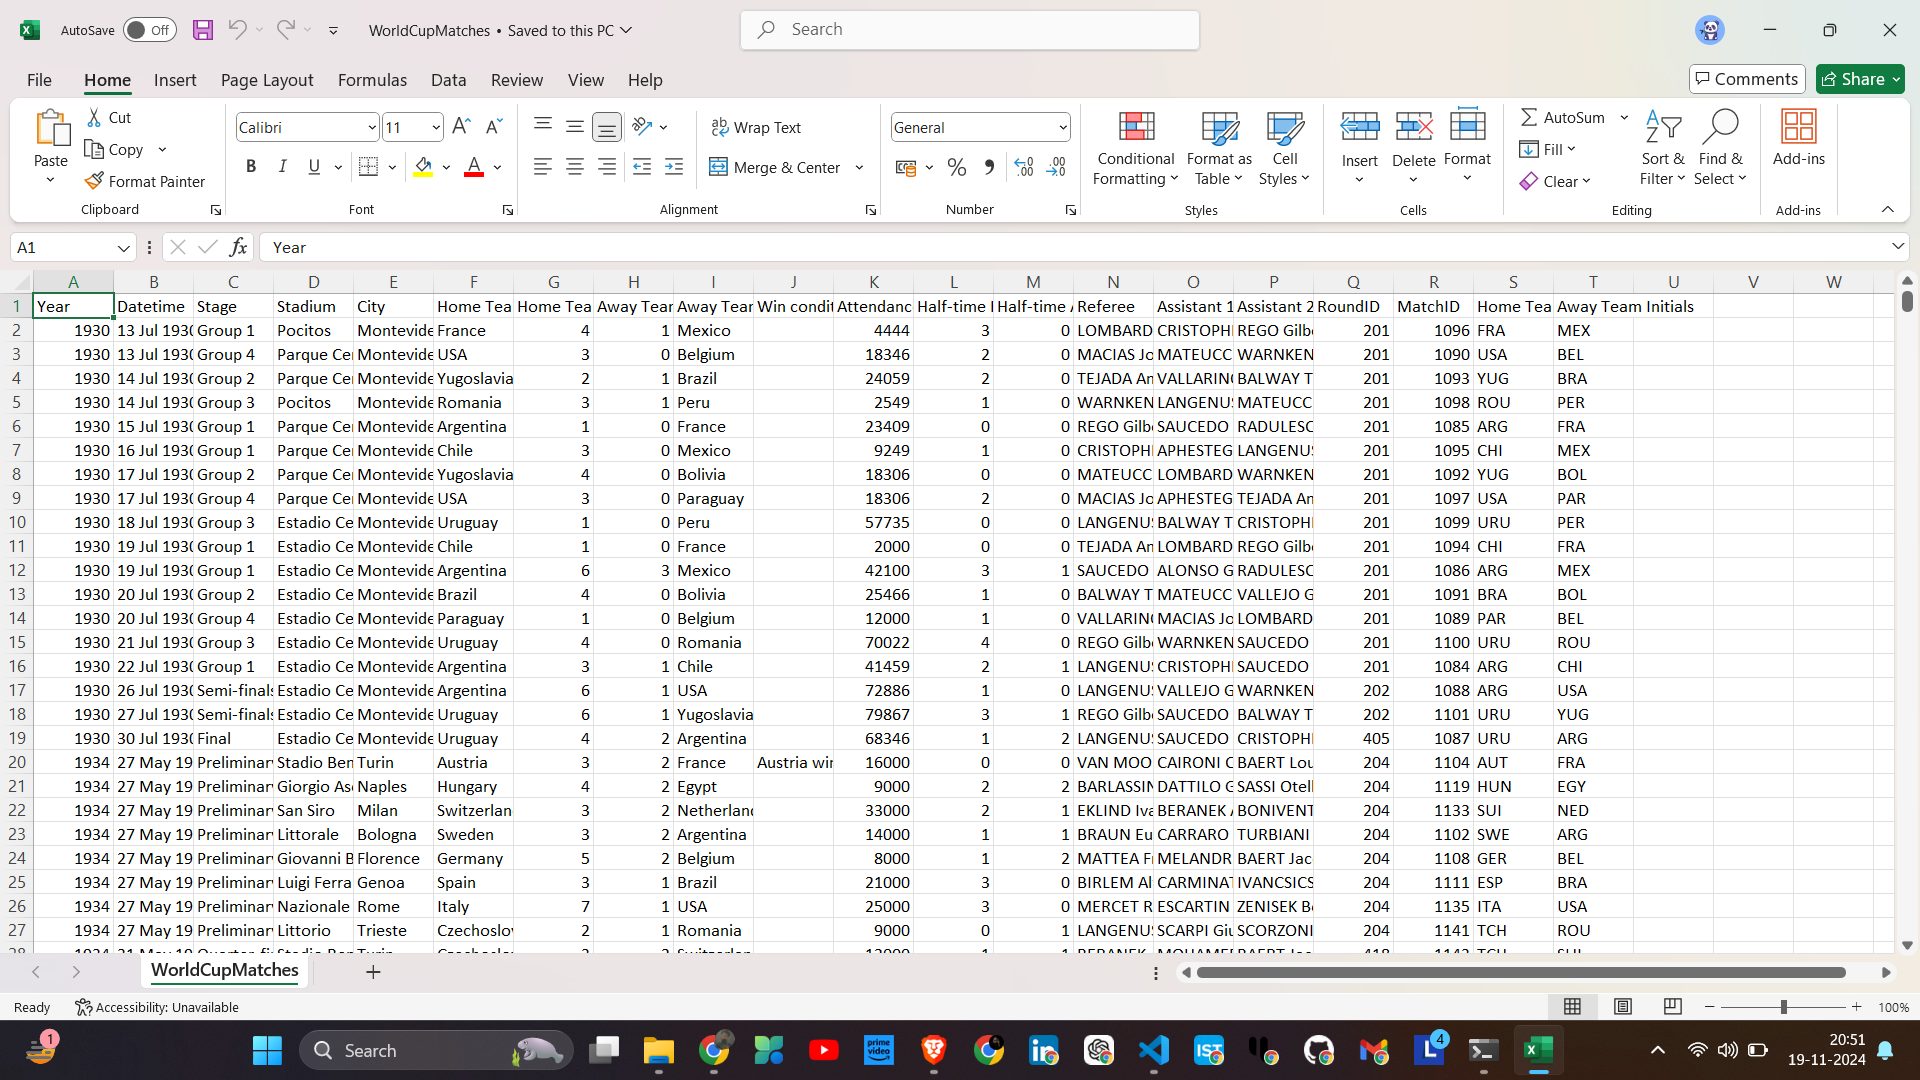 AutoSave Off WorldCupMatches • Saved to this PC Search
File Home Insert Page Layout Formulas Data Review View Help Comments Share
Paste Cut Copy Format Painter Clipboard
Calibri 11 B I U A Font
Wrap Text Merge & Center Alignment
General % Number
Conditional Formatting Format as Table Cell Styles Styles
Insert Delete Format Cells
AutoSum Fill Clear Sort & Filter Find & Select Editing
Add-ins Add-ins
A1 fx Year
A B C D E F G H I J K L M N O P Q R S T U V W
1 Year Datetime Stage Stadium City Home Tea Home Tea Away Tean Away Tean Win condit Attendanc Half-time Half-time Referee Assistant 1 Assistant 2 RoundID MatchID Home Tea Away Team Initials
2 1930 13 Jul 193 Group 1 Pocitos Montevide France 4 1 Mexico 4444 3 0 LOMBARD CRISTOPH REGO Gilb 201 1096 FRA MEX
3 1930 13 Jul 193 Group 4 Parque Ce Montevide USA 3 0 Belgium 18346 2 0 MACIAS Jo MATEUCC WARNKEN 201 1090 USA BEL
4 1930 14 Jul 193 Group 2 Parque Ce Montevide Yugoslavia 2 1 Brazil 24059 2 0 TEJADA An VALLARIN BALWAY T 201 1093 YUG BRA
5 1930 14 Jul 193 Group 3 Pocitos Montevide Romania 3 1 Peru 2549 1 0 WARNKEN LANGENU MATEUCC 201 1098 ROU PER
6 1930 15 Jul 193 Group 1 Parque Ce Montevide Argentina 1 0 France 23409 0 0 REGO Gilb SAUCEDO RADULESC 201 1085 ARG FRA
7 1930 16 Jul 193 Group 1 Parque Ce Montevide Chile 3 0 Mexico 9249 1 0 CRISTOPH APHESTEG LANGENU 201 1095 CHI MEX
8 1930 17 Jul 193 Group 2 Parque Ce Montevide Yugoslavia 4 0 Bolivia 18306 0 0 MATEUCC LOMBARD WARNKEN 201 1092 YUG BOL
9 1930 17 Jul 193 Group 4 Parque Ce Montevide USA 3 0 Paraguay 18306 2 0 MACIAS Jo APHESTEG TEJADA An 201 1097 USA PAR
10 1930 18 Jul 193 Group 3 Estadio Ce Montevide Uruguay 1 0 Peru 57735 0 0 LANGENU BALWAY T CRISTOPH 201 1099 URU PER
11 1930 19 Jul 193 Group 1 Estadio Ce Montevide Chile 1 0 France 2000 0 0 TEJADA An LOMBARD REGO Gilb 201 1094 CHI FRA
12 1930 19 Jul 193 Group 1 Estadio Ce Montevide Argentina 6 3 Mexico 42100 3 1 SAUCEDO ALONSO G RADULESC 201 1086 ARG MEX
13 1930 20 Jul 193 Group 2 Estadio Ce Montevide Brazil 4 0 Bolivia 25466 1 0 BALWAY T MATEUCC VALLEJO G 201 1091 BRA BOL
14 1930 20 Jul 193 Group 4 Estadio Ce Montevide Paraguay 1 0 Belgium 12000 1 0 VALLARIN MACIAS Jo LOMBARD 201 1089 PAR BEL
15 1930 21 Jul 193 Group 3 Estadio Ce Montevide Uruguay 4 0 Romania 70022 4 0 REGO Gilb WARNKEN SAUCEDO 201 1100 URU ROU
16 1930 22 Jul 193 Group 1 Estadio Ce Montevide Argentina 3 1 Chile 41459 2 1 LANGENU CRISTOPH SAUCEDO 201 1084 ARG CHI
17 1930 26 Jul 193 Semi-finals Estadio Ce Montevide Argentina 6 1 USA 72886 1 0 LANGENU VALLEJO G WARNKEN 202 1088 ARG USA
18 1930 27 Jul 193 Semi-finals Estadio Ce Montevide Uruguay 6 1 Yugoslavia 79867 3 1 REGO Gilb SAUCEDO BALWAY T 202 1101 URU YUG
19 1930 30 Jul 193 Final Estadio Ce Montevide Uruguay 4 2 Argentina 68346 1 2 LANGENU SAUCEDO CRISTOPH 405 1087 URU ARG
20 1934 27 May 19 Preliminar Stadio Ben Turin Austria 3 2 France Austria wir 16000 0 0 VAN MOO CAIRONI C BAERT Lou 204 1104 AUT FRA
21 1934 27 May 19 Preliminar Giorgio As Naples Hungary 4 2 Egypt 9000 2 2 BARLASSIN DATTILO G SASSI Otell 204 1119 HUN EGY
22 1934 27 May 19 Preliminar San Siro Milan Switzerlan 3 2 Netherland 33000 2 1 EKLIND Iva BERANEK BONIVENT 204 1133 SUI NED
23 1934 27 May 19 Preliminar Littorale Bologna Sweden 3 2 Argentina 14000 1 1 BRAUN Eu CARRARO TURBIANI 204 1102 SWE ARG
24 1934 27 May 19 Preliminar Giovanni B Florence Germany 5 2 Belgium 8000 1 2 MATTEA F MELANDR BAERT Jac 204 1108 GER BEL
25 1934 27 May 19 Preliminar Luigi Ferra Genoa Spain 3 1 Brazil 21000 3 0 BIRLEM Al CARMINAT IVANCSICS 204 1111 ESP BRA
26 1934 27 May 19 Preliminar Nazionale Rome Italy 7 1 USA 25000 3 0 MERCET R ESCARTIN ZENISEK B 204 1135 ITA USA
27 1934 27 May 19 Preliminar Littorio Trieste Czechoslo 2 1 Romania 9000 0 1 LANGENU SCARPI Giu SCORZONI 204 1141 TCH ROU
WorldCupMatches
Ready Accessibility: Unavailable 100%
1 Search prime video IST L 4 20:51
19-11-2024